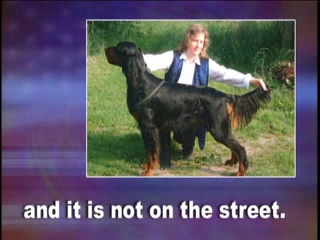 and it is not on the street.